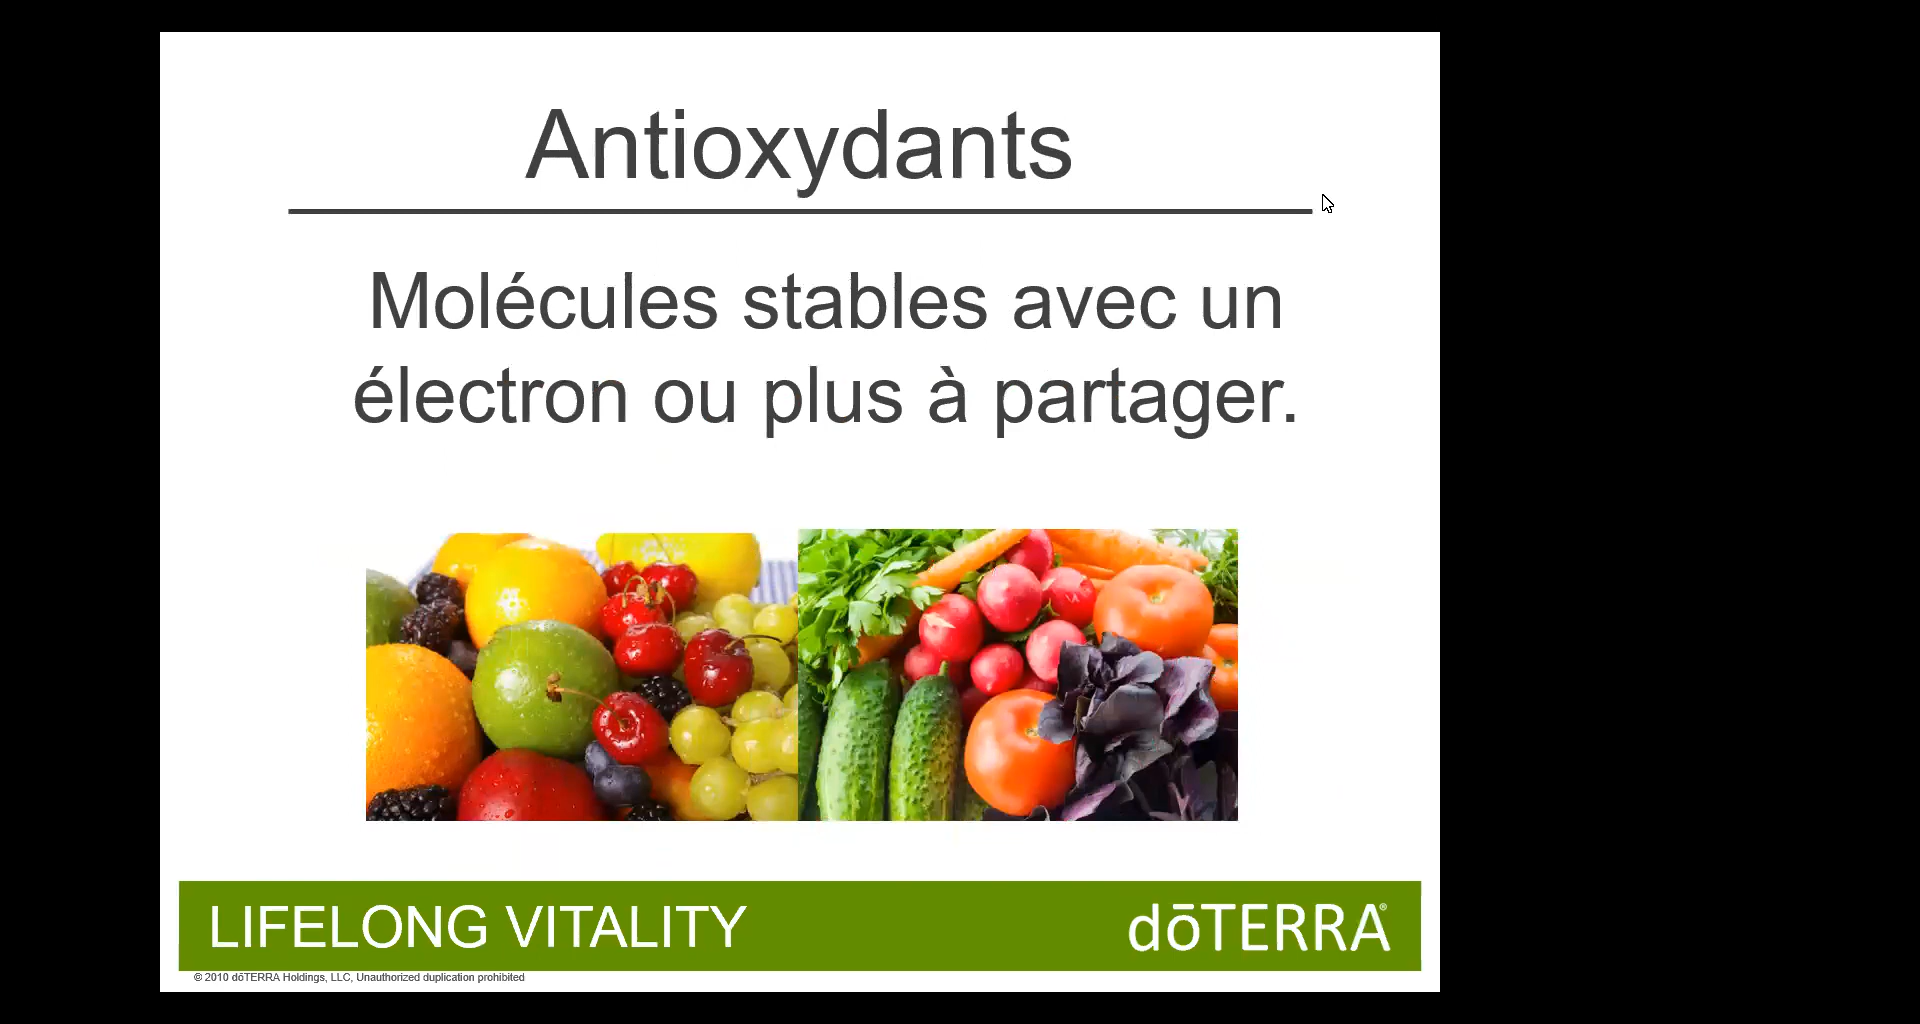 Antioxydants
Molécules stables avec un
électron ou plus à partager.
LIFELONG VITALITY
dōTERRA®
© 2010 dōTERRA Holdings, LLC, Unauthorized duplication prohibited